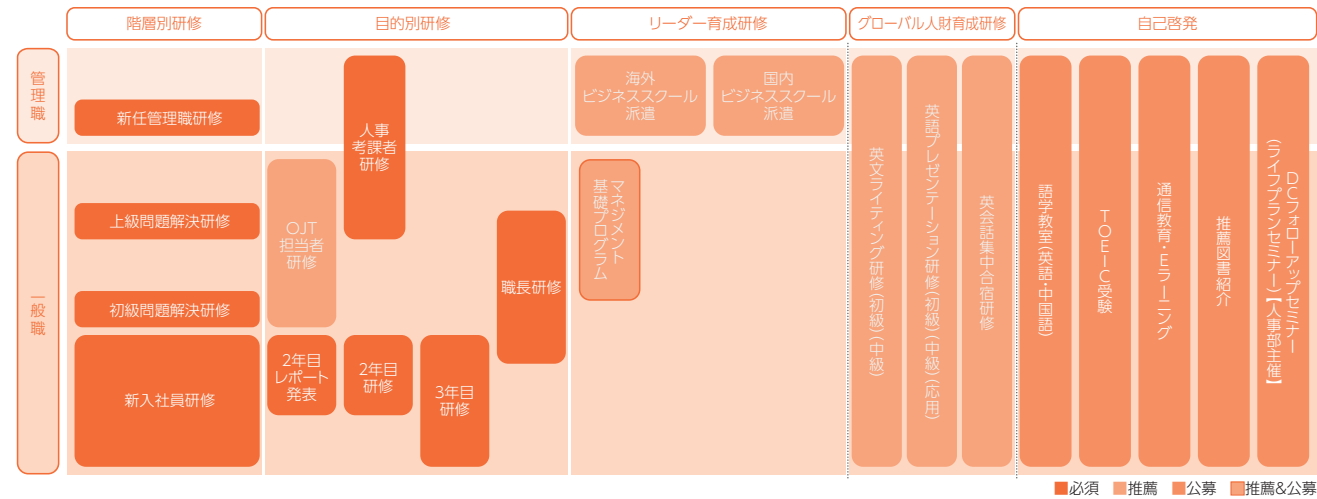 階層別研修
目的別研修
リーダー育成研修
グローバル人財育成研修
自己啓発
管理職
新任管理職研修
人事
考課者
研修
海外
ビジネススクール
派遣
国内
ビジネススクール
派遣
一般職
上級問題解決研修
初級問題解決研修
新入社員研修
OJT
担当者
研修
2年目
レポート
発表
2年目
研修
3年目
研修
職長研修
マネジメント
基礎プログラム
英文ライティング研修(初級)(中級)
英語プレゼンテーション研修(初級)(中級)(応用)
英会話集中合宿研修
語学教室(英語・中国語)
TOEIC受験
通信教育・Eラーニング
推薦図書紹介
DCフォローアップセミナー
(ライフプランセミナー)【人事部主催】
■必須 ■推薦 ■公募 ■推薦&公募